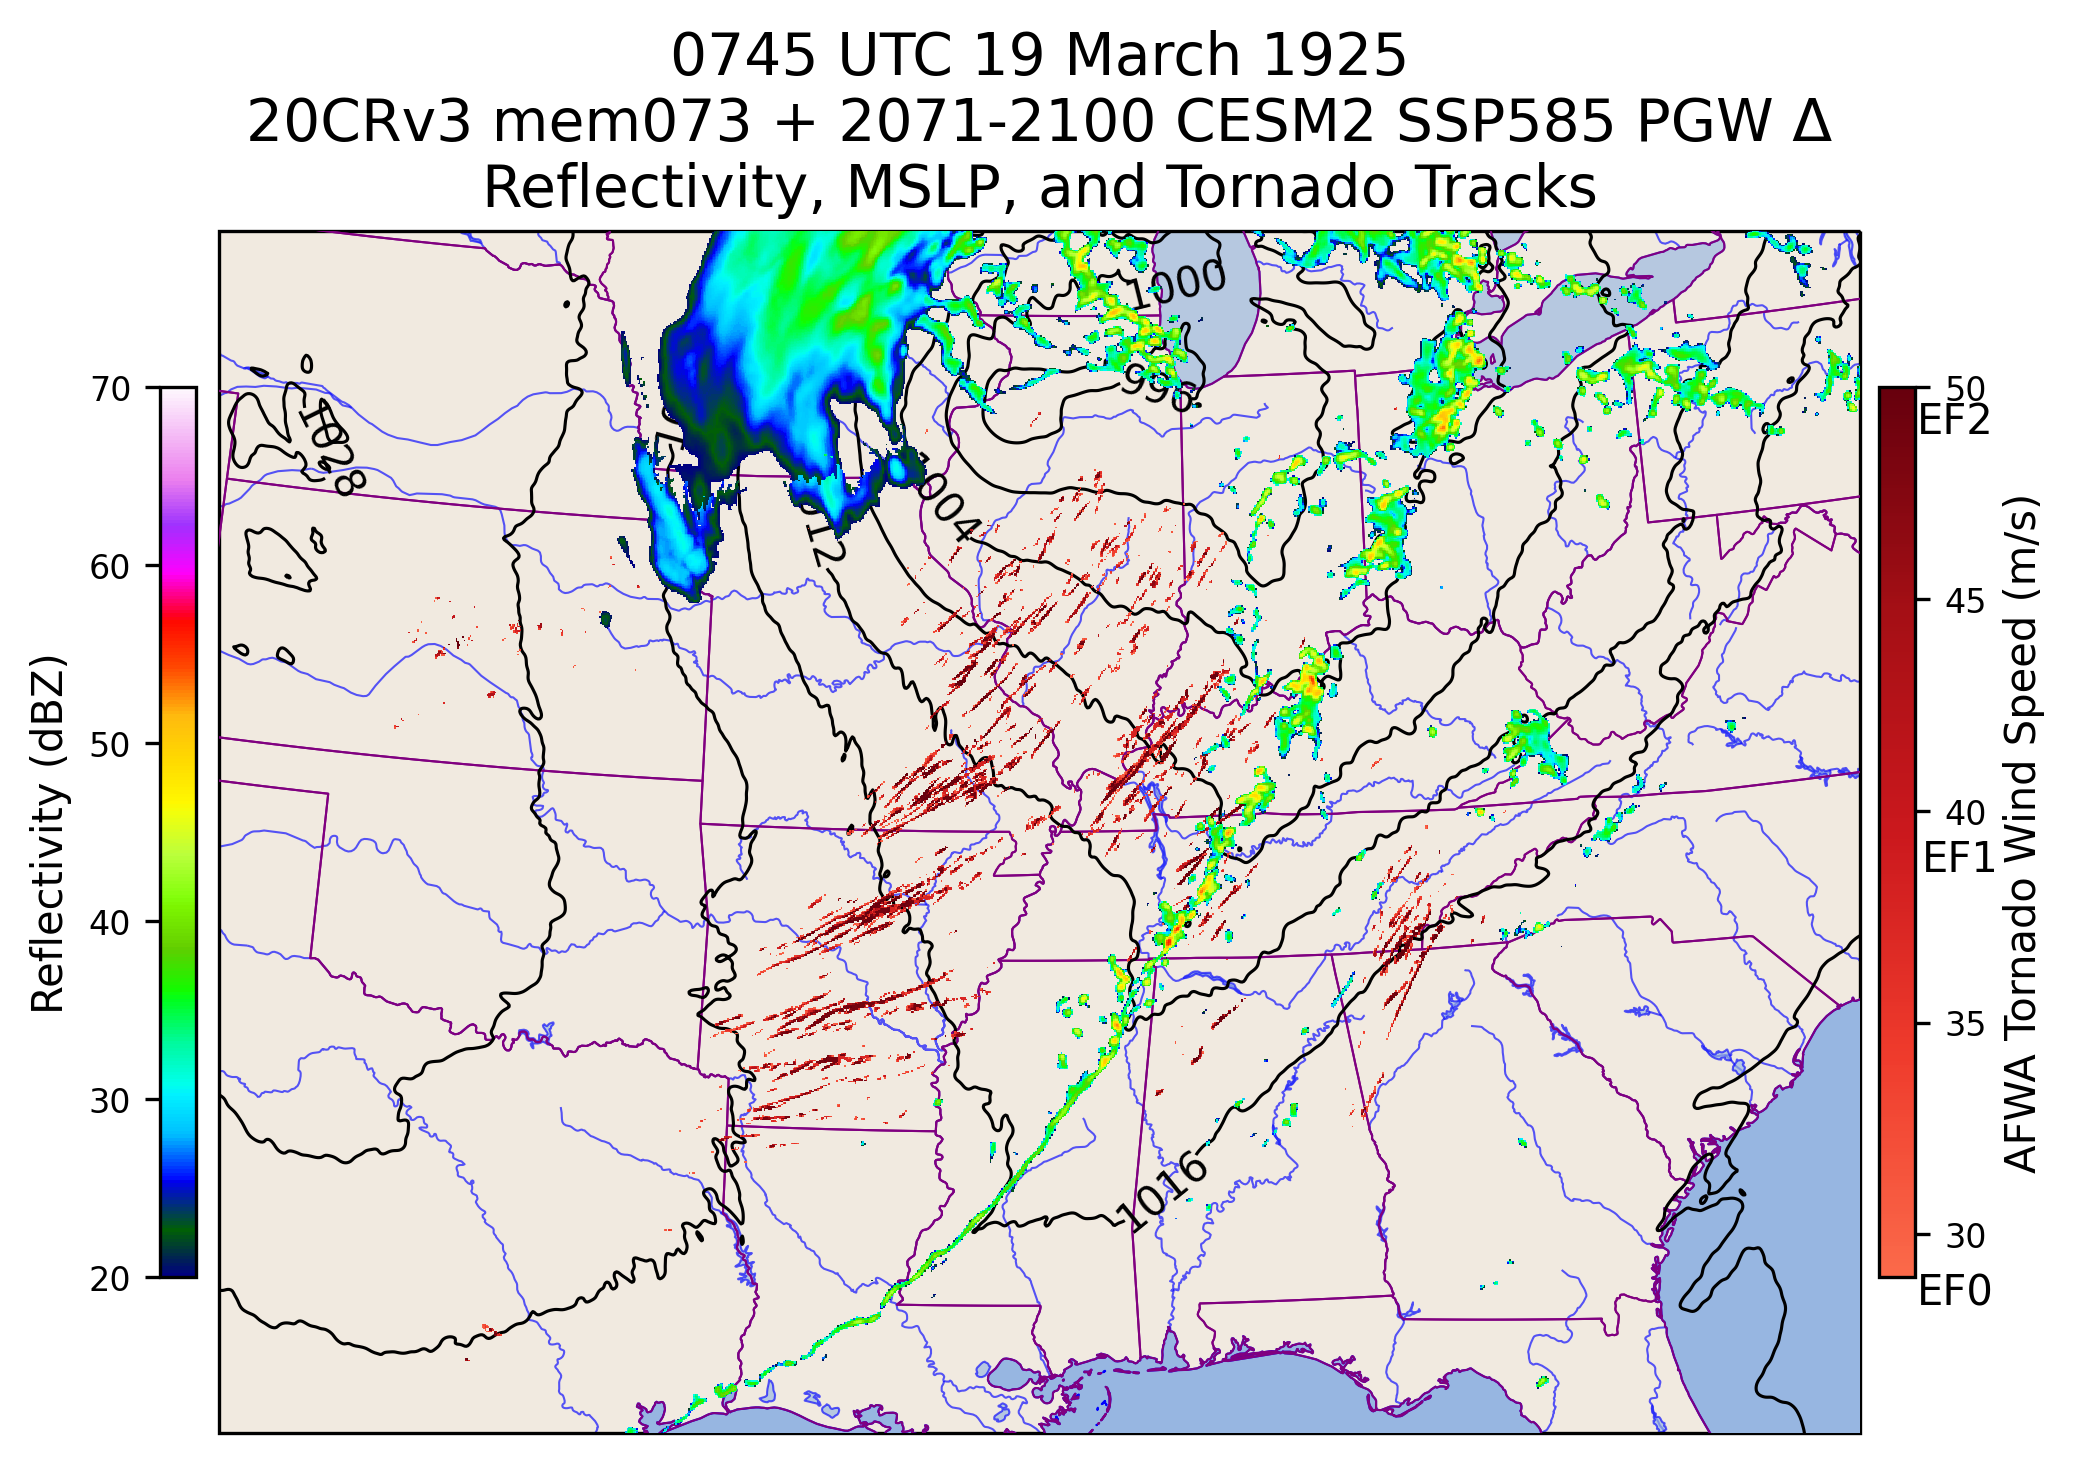 0745 UTC 19 March 1925
20CRv3 mem073 + 2071-2100 CESM2 SSP585 PGW Δ
Reflectivity, MSLP, and Tornado Tracks
1000
996
1028
1004
1016
70
60
50
40
30
20
Reflectivity (dBZ)
50
EF2
45
40
EF1
35
30
EF0
AFWA Tornado Wind Speed (m/s)